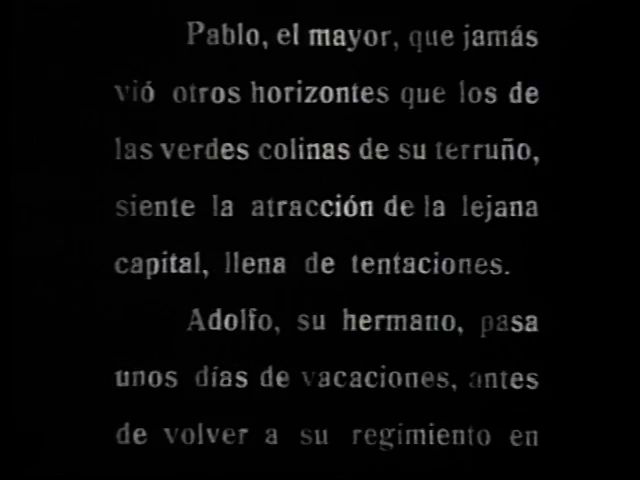 Pablo, el mayor, que jamás
vió otros horizontes que los de
las verdes colinas de su terruño,
siente la atracción de la lejana
capital, llena de tentaciones.
Adolfo, su hermano, pasa
unos días de vacaciones, antes
de volver a su regimiento en